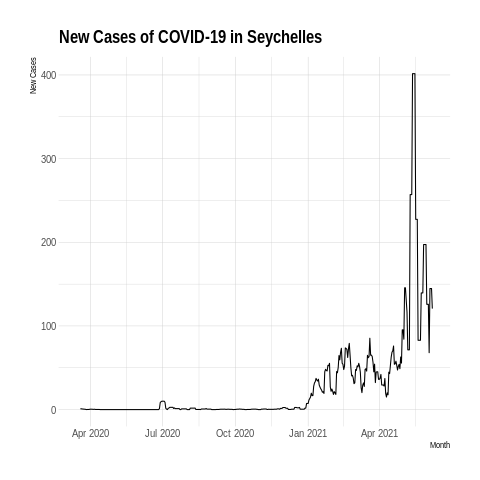 New Cases of COVID-19 in Seychelles
New Cases
400
300
200
100
0
Apr 2020 Jul 2020 Oct 2020 Jan 2021 Apr 2021
Month